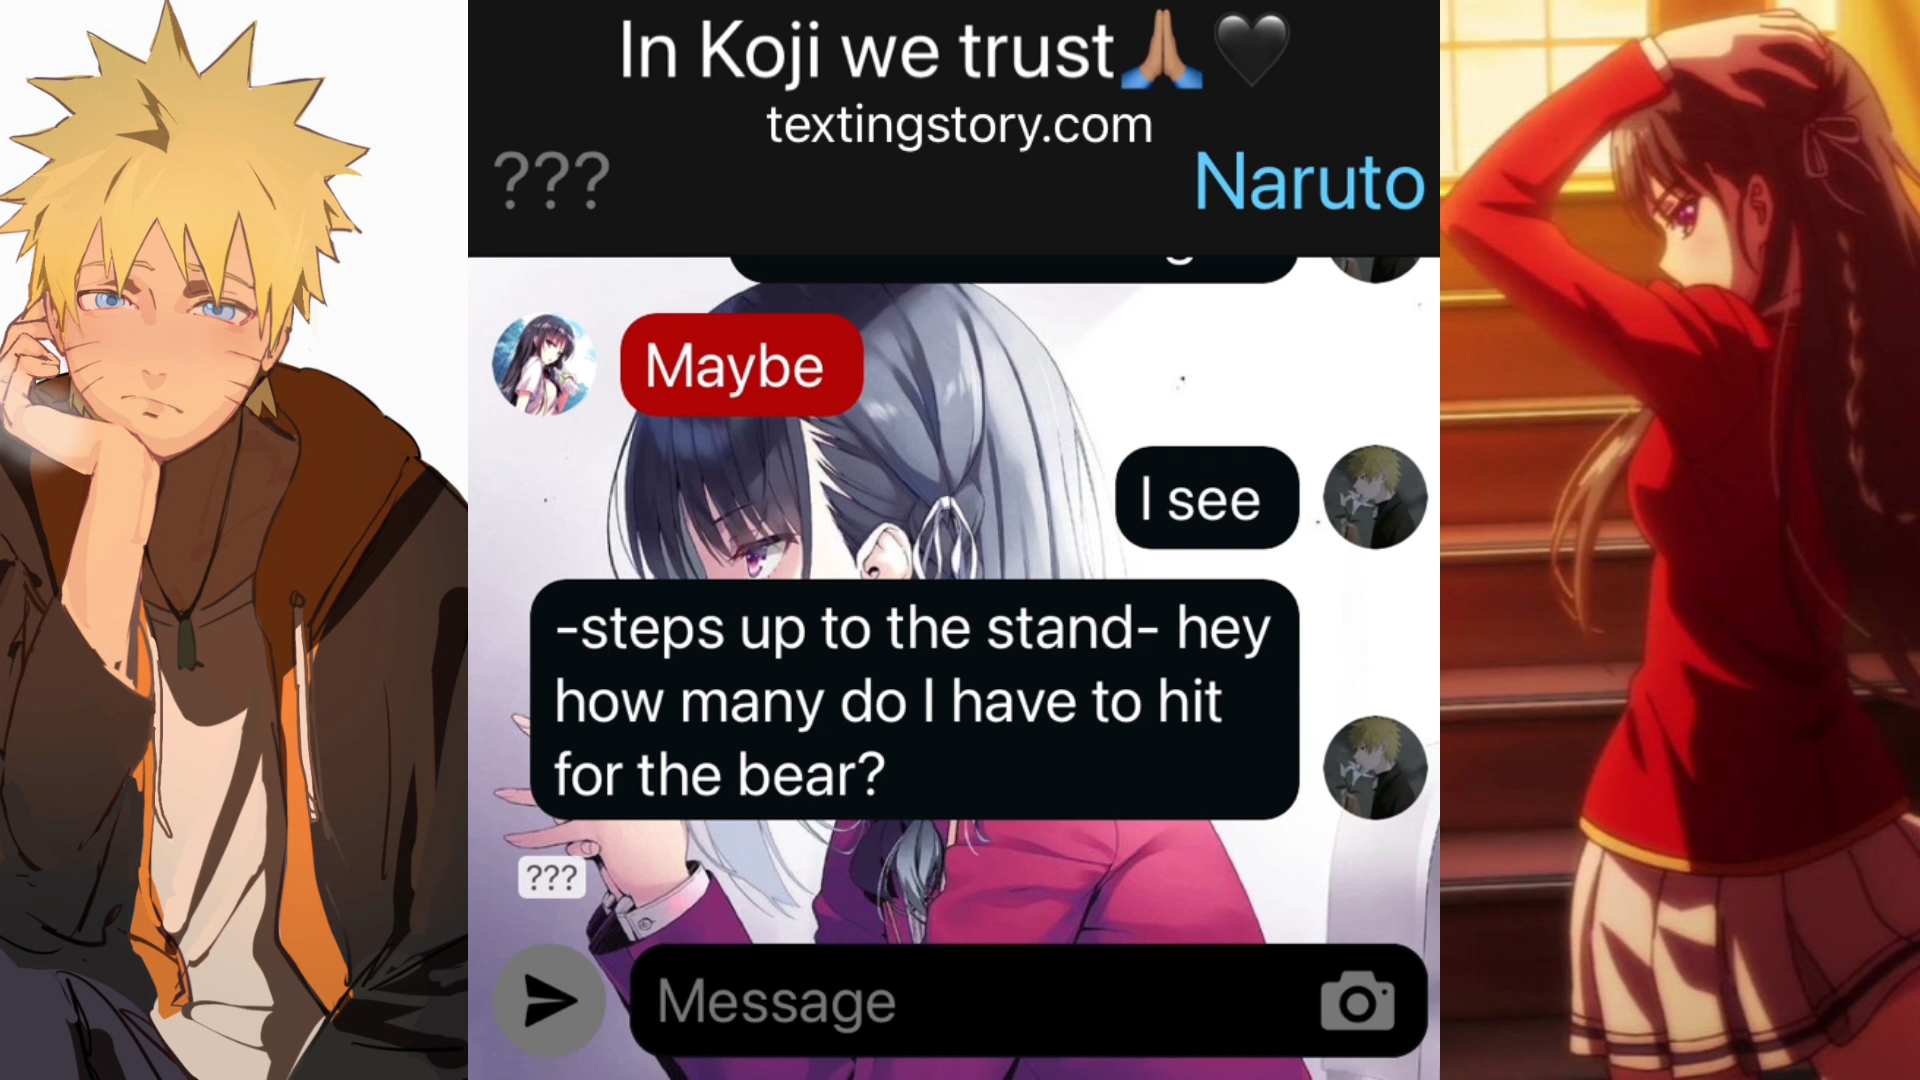 In Koji we trust🙏🏽🖤
textingstory.com
??? Naruto
Maybe
I see
-steps up to the stand- hey
how many do I have to hit
for the bear?
???
Message